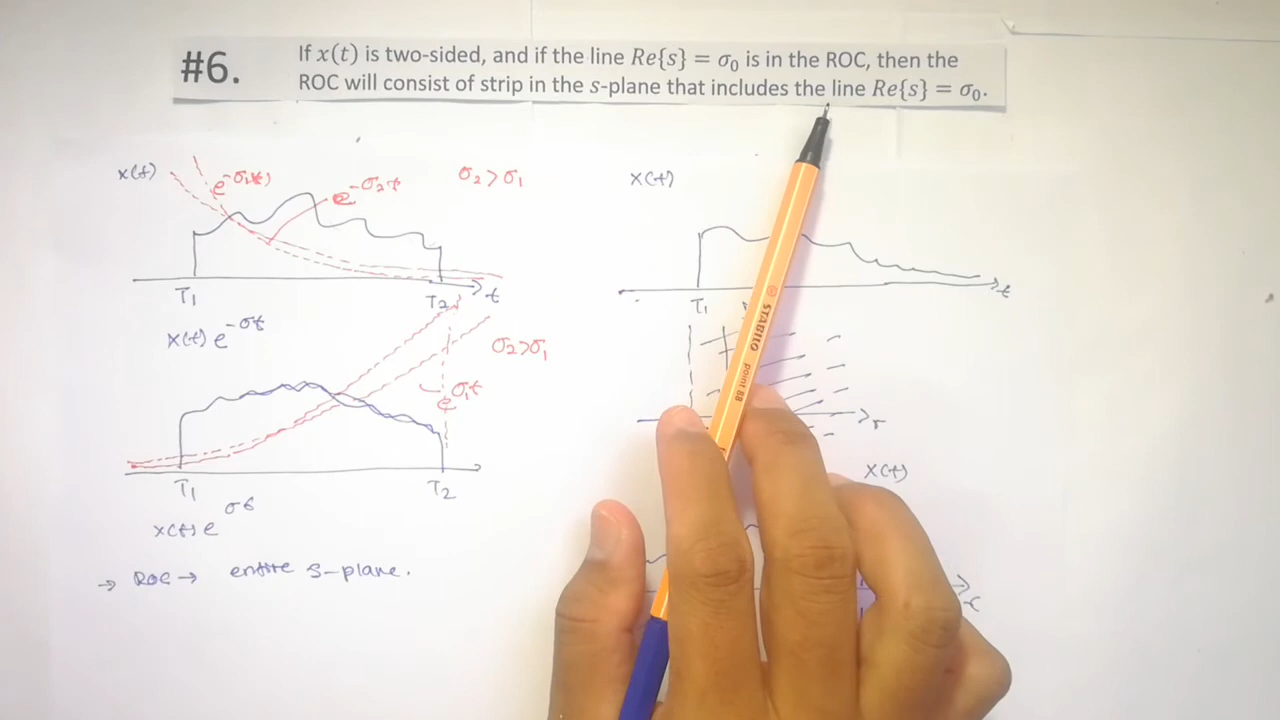 #6.
If x(t) is two-sided, and if the line Re{s} = σ₀ is in the ROC, then the
ROC will consist of strip in the s-plane that includes the line Re{s} = σ₀.
x(t)
e^-σ₁(t)
e^-σ₂t
σ₂ > σ₁
T₁
T₂
t
x(t) e^-σt
σ₂>σ₁
e^σ₁t
T₁
T₂
x(t) e^σt
→ ROC → entire s-plane.
x(t)
T₁
t
σ
x(t)
t
STABILO point 88